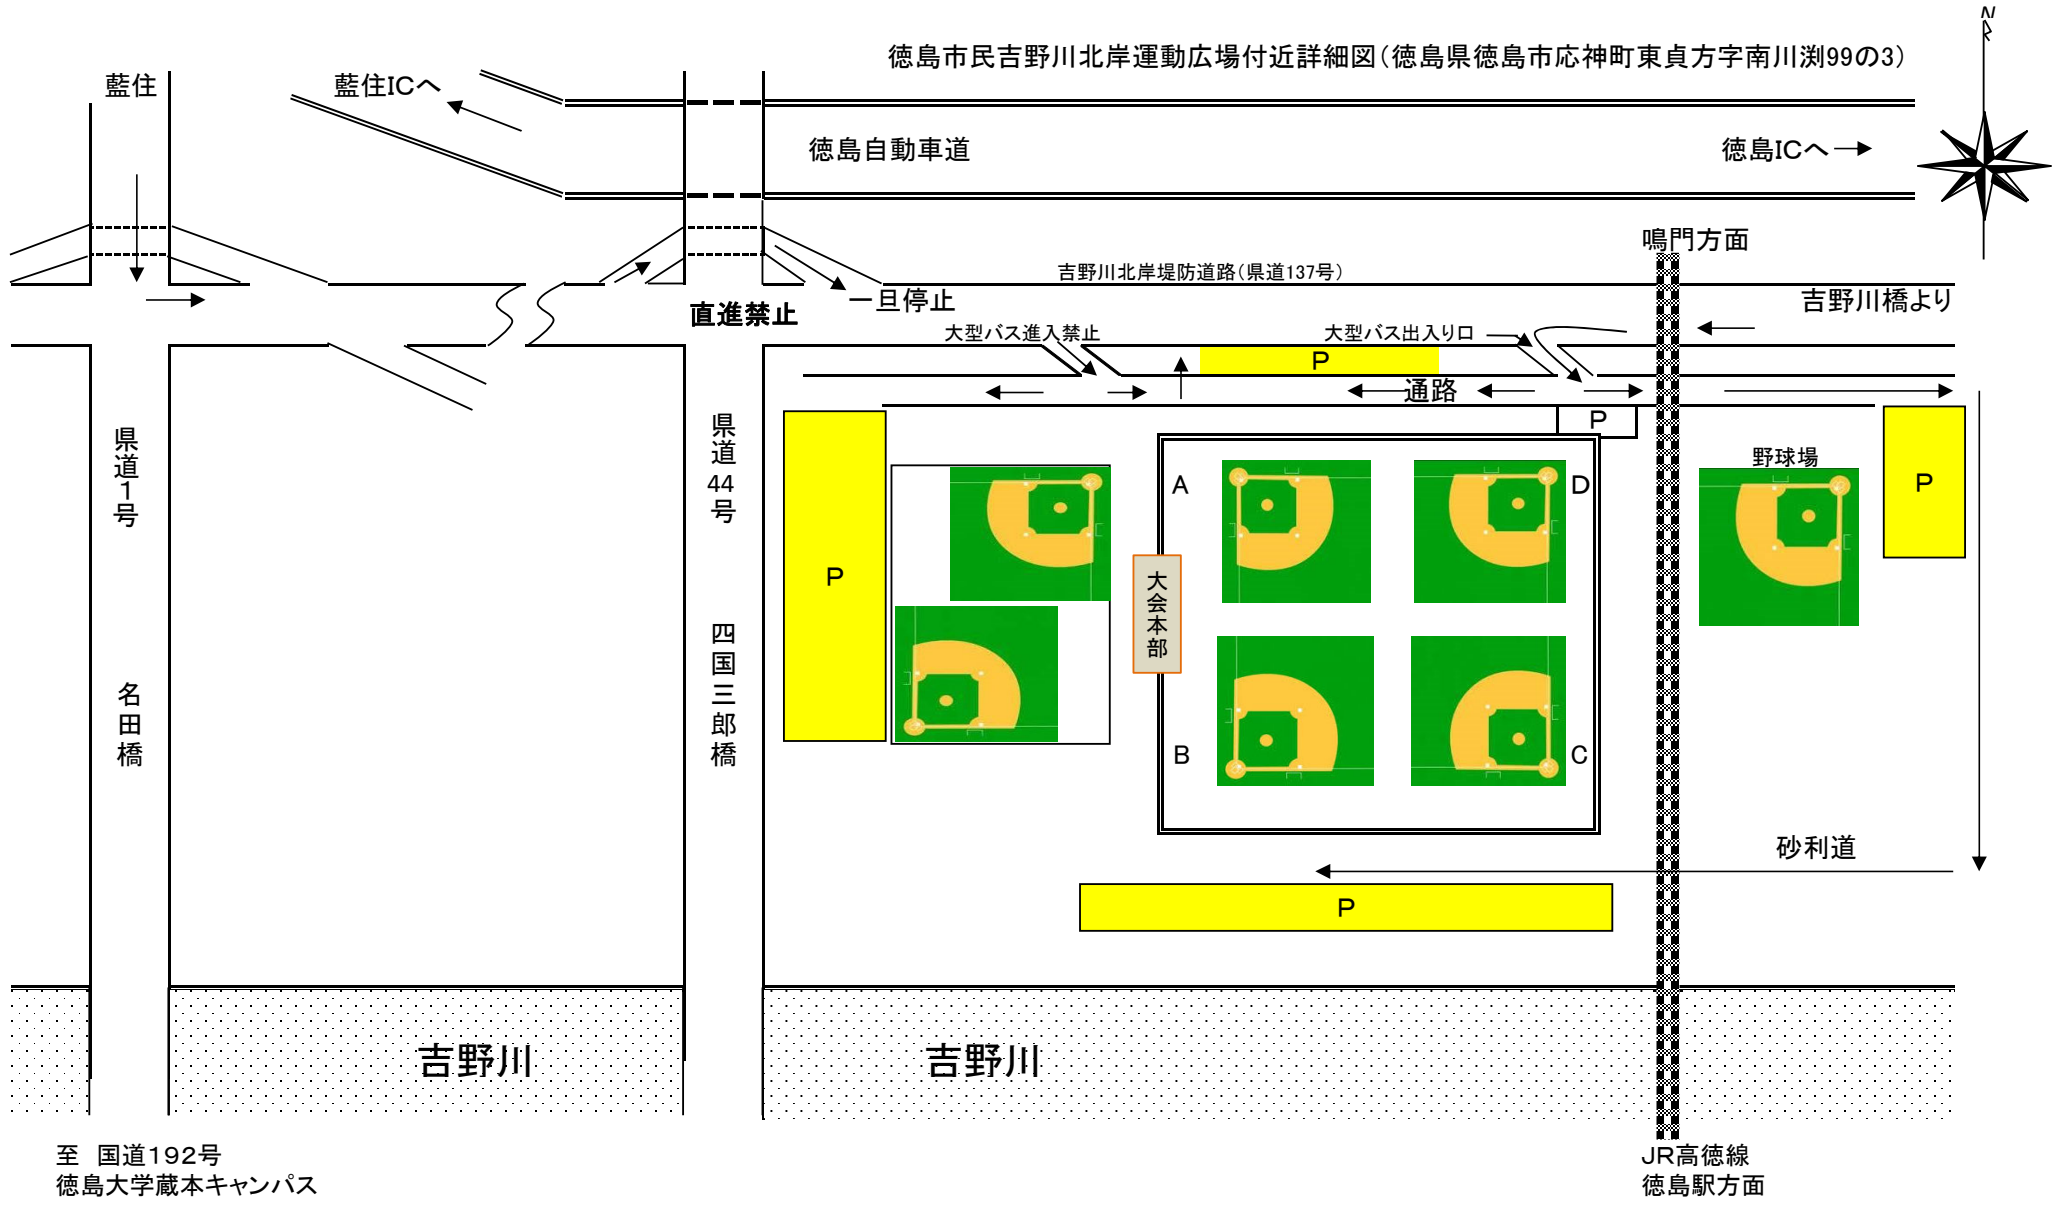 N
徳島市民吉野川北岸運動広場付近詳細図(徳島県徳島市応神町東貞方字南川渕99の3)
藍住
藍住ICへ
徳島自動車道
徳島ICへ
鳴門方面
吉野川北岸堤防道路(県道137号)
直進禁止
一旦停止
吉野川橋より
大型バス進入禁止
大型バス出入り口
P
通路
P
県道1号
名田橋
県道44号
四国三郎橋
P
A
D
野球場
P
大会本部
B
C
砂利道
P
吉野川
吉野川
至 国道192号
徳島大学蔵本キャンパス
JR高徳線
徳島駅方面